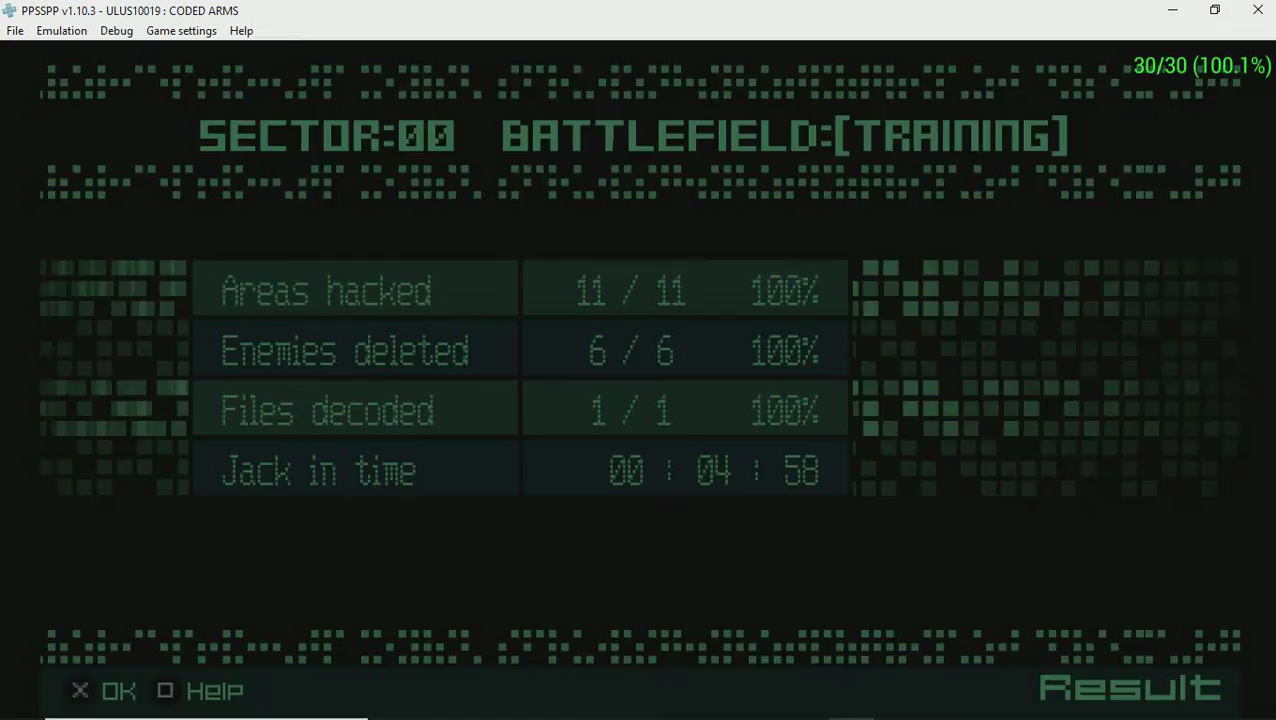 PPSSPP v1.10.3 - ULUS10019 : CODED ARMS
File Emulation Debug Game settings Help
30/30 (100.1%)
SECTOR:00 BATTLEFIELD:[TRAINING]
Areas hacked 11 / 11 100%
Enemies deleted 6 / 6 100%
Files decoded 1 / 1 100%
Jack in time 00 : 04 : 58
OK Help Result